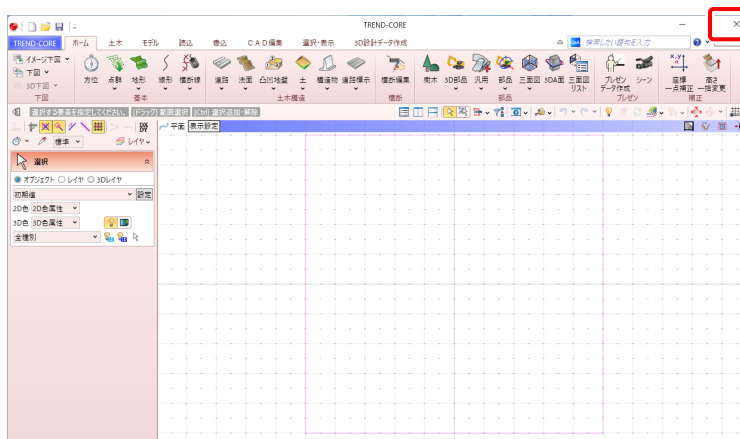 TREND-CORE
TREND-CORE ホーム 土木 モデル 読込 書込 CAD編集 選択・表示 3D設計データ作成 検索したい語句を入力
イメージ下図
下図
3D下図
方位 点群 地形 線形 横断線 道路 法面 凸凹地盤 土 構造物 道路標示 横断編集 樹木 3D部品 汎用 部品 三面図 3DA面 三面図リスト プレゼンデータ作成 シーン 座標一点補正 高さ一括変更
下図 基本 土木構造 横断 部品 プレゼン 補正
選択する要素を指定してください。 [ドラッグ] 範囲選択 [Ctrl] 選択追加・解除
平面 表示設定
標準 レイヤ
選択
オブジェクト レイヤ 3Dレイヤ
初期値 設定
2D色 2D色属性
3D色 3D色属性
全種別